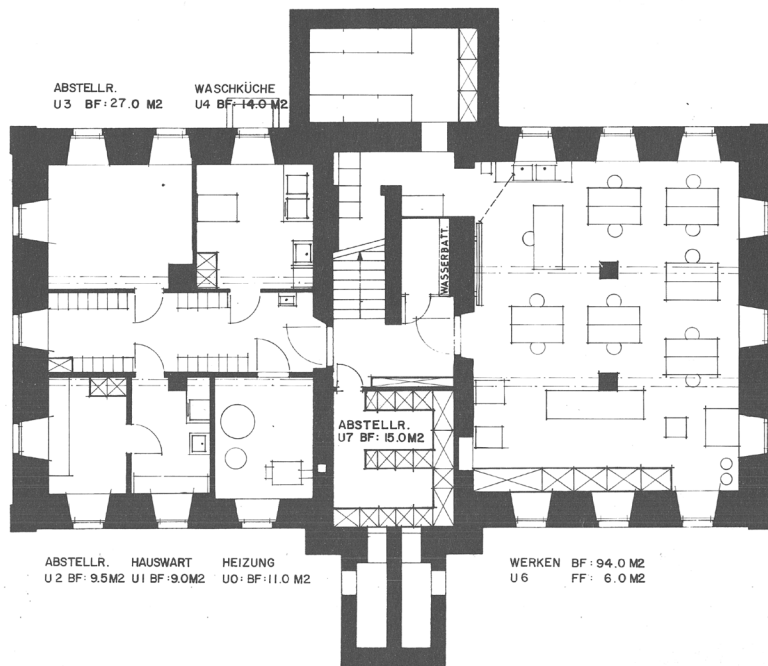 ABSTELLR.
U3 BF: 27.0 M2
WASCHKÜCHE
U4 BF: 14.0 M2
WASSERBATT.
ABSTELLR.
U7 BF: 15.0 M2
ABSTELLR.
U2 BF: 9.5 M2
HAUSWART
U1 BF: 9.0 M2
HEIZUNG
U0: BF: 11.0 M2
WERKEN BF: 94.0 M2
U6 FF: 6.0 M2